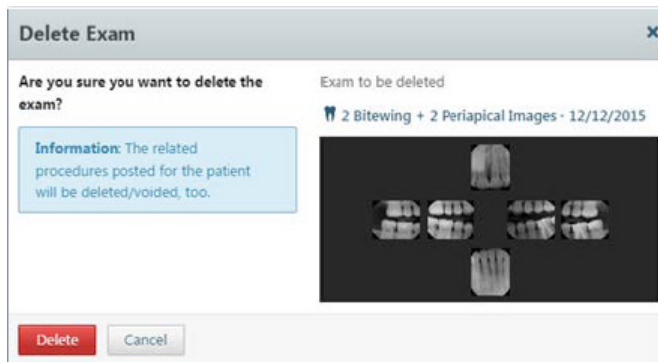 Delete Exam
Are you sure you want to delete the
exam?
Information: The related
procedures posted for the patient
will be deleted/voided, too.
Exam to be deleted
2 Bitewing + 2 Periapical Images · 12/12/2015
Delete
Cancel